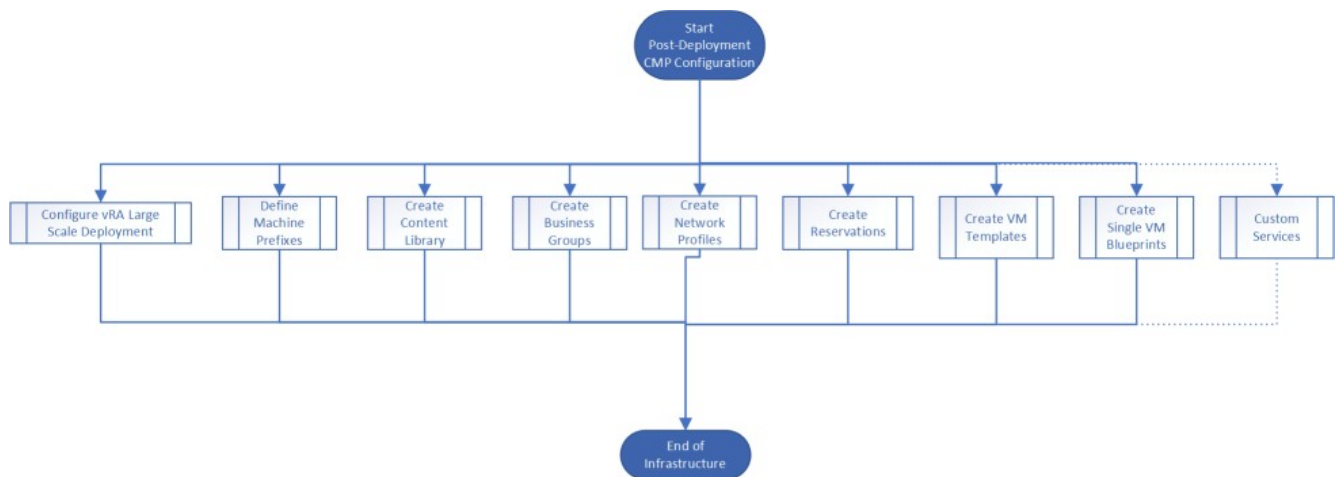 Start
Post-Deployment
CMP Configuration
Configure vRA Large
Scale Deployment
Define
Machine
Prefixes
Create
Content
Library
Create
Business
Groups
Create
Network
Profiles
Create
Reservations
Create VM
Templates
Create
Single VM
Blueprints
Custom
Services
End of
Infrastructure